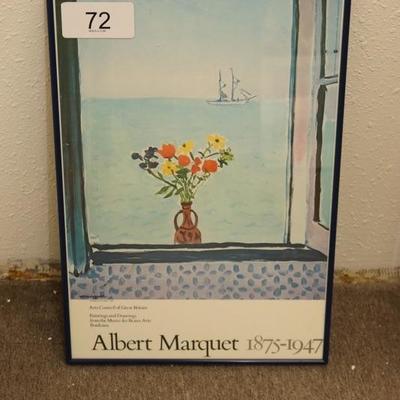 72
Arts Council of Great Britain
Paintings and Drawings
from the Musée des Beaux-Arts
Bordeaux
Albert Marquet 1875-1947